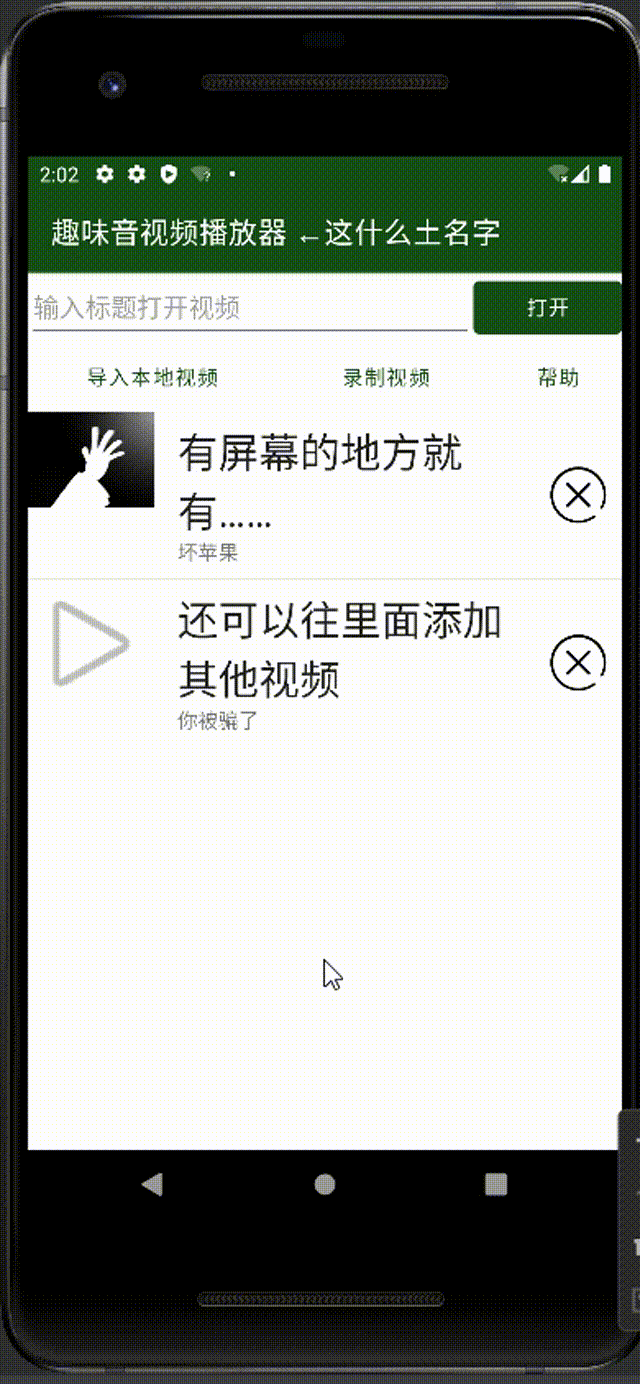 2:02
趣味音视频播放器 ←这什么土名字
输入标题打开视频
打开
导入本地视频 录制视频 帮助
有屏幕的地方就
有……
坏苹果
还可以往里面添加
其他视频
你被骗了